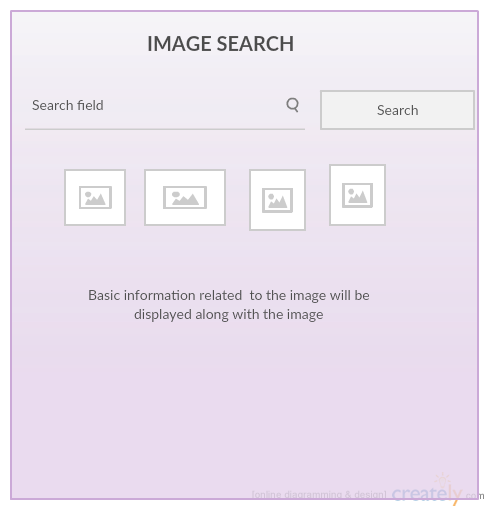 IMAGE SEARCH
Search field
Search
Basic information related  to the image will be
displayed along with the image
[online diagramming & design] creately.com